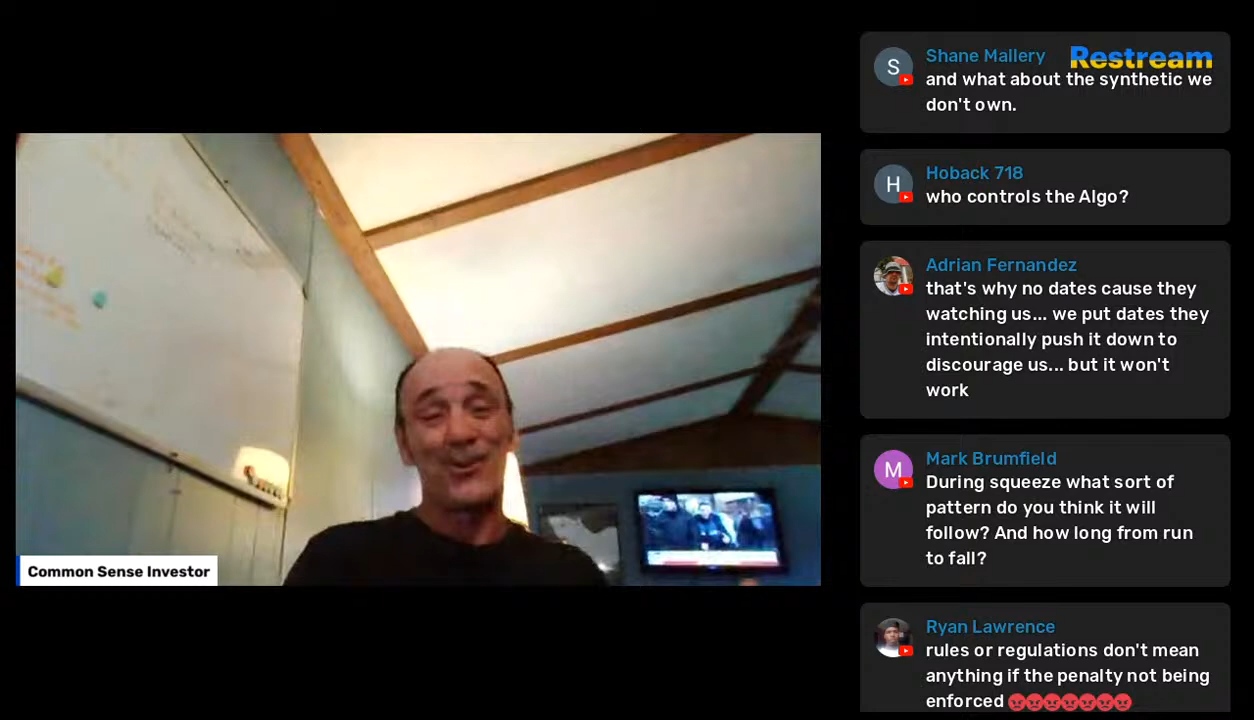 Common Sense Investor
Restream
Shane Mallery
and what about the synthetic we
don't own.
Hoback 718
who controls the Algo?
Adrian Fernandez
that's why no dates cause they
watching us... we put dates they
intentionally push it down to
discourage us... but it won't
work
Mark Brumfield
During squeeze what sort of
pattern do you think it will
follow? And how long from run
to fall?
Ryan Lawrence
rules or regulations don't mean
anything if the penalty not being
enforced 😡😡😡😡😡😡😡